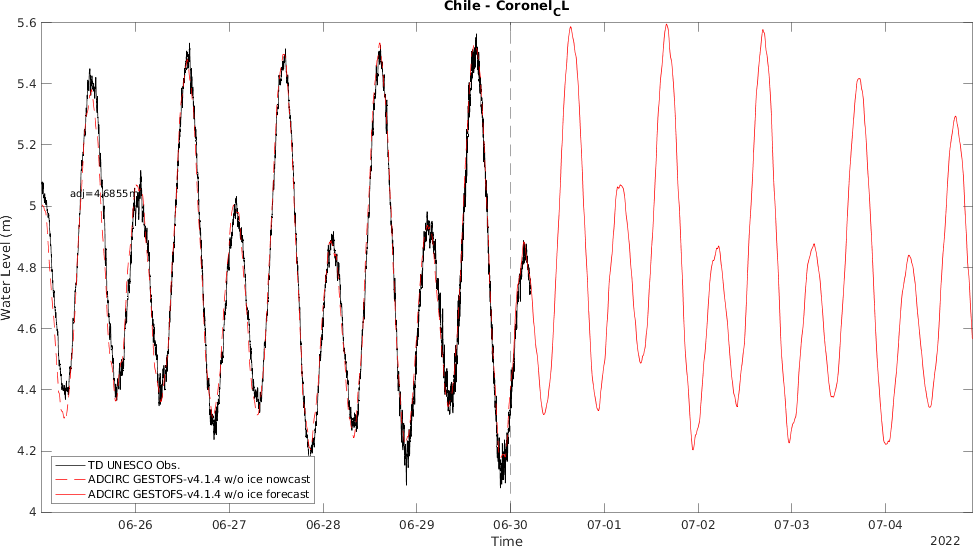 Chile - Coronel_CL
5.6
5.4
5.2
5
4.8
4.6
4.4
4.2
4
Water Level (m)
adj=4.6855m
TD UNESCO Obs.
ADCIRC GESTOFS-v4.1.4 w/o ice nowcast
ADCIRC GESTOFS-v4.1.4 w/o ice forecast
06-26 06-27 06-28 06-29 06-30 07-01 07-02 07-03 07-04
Time
2022